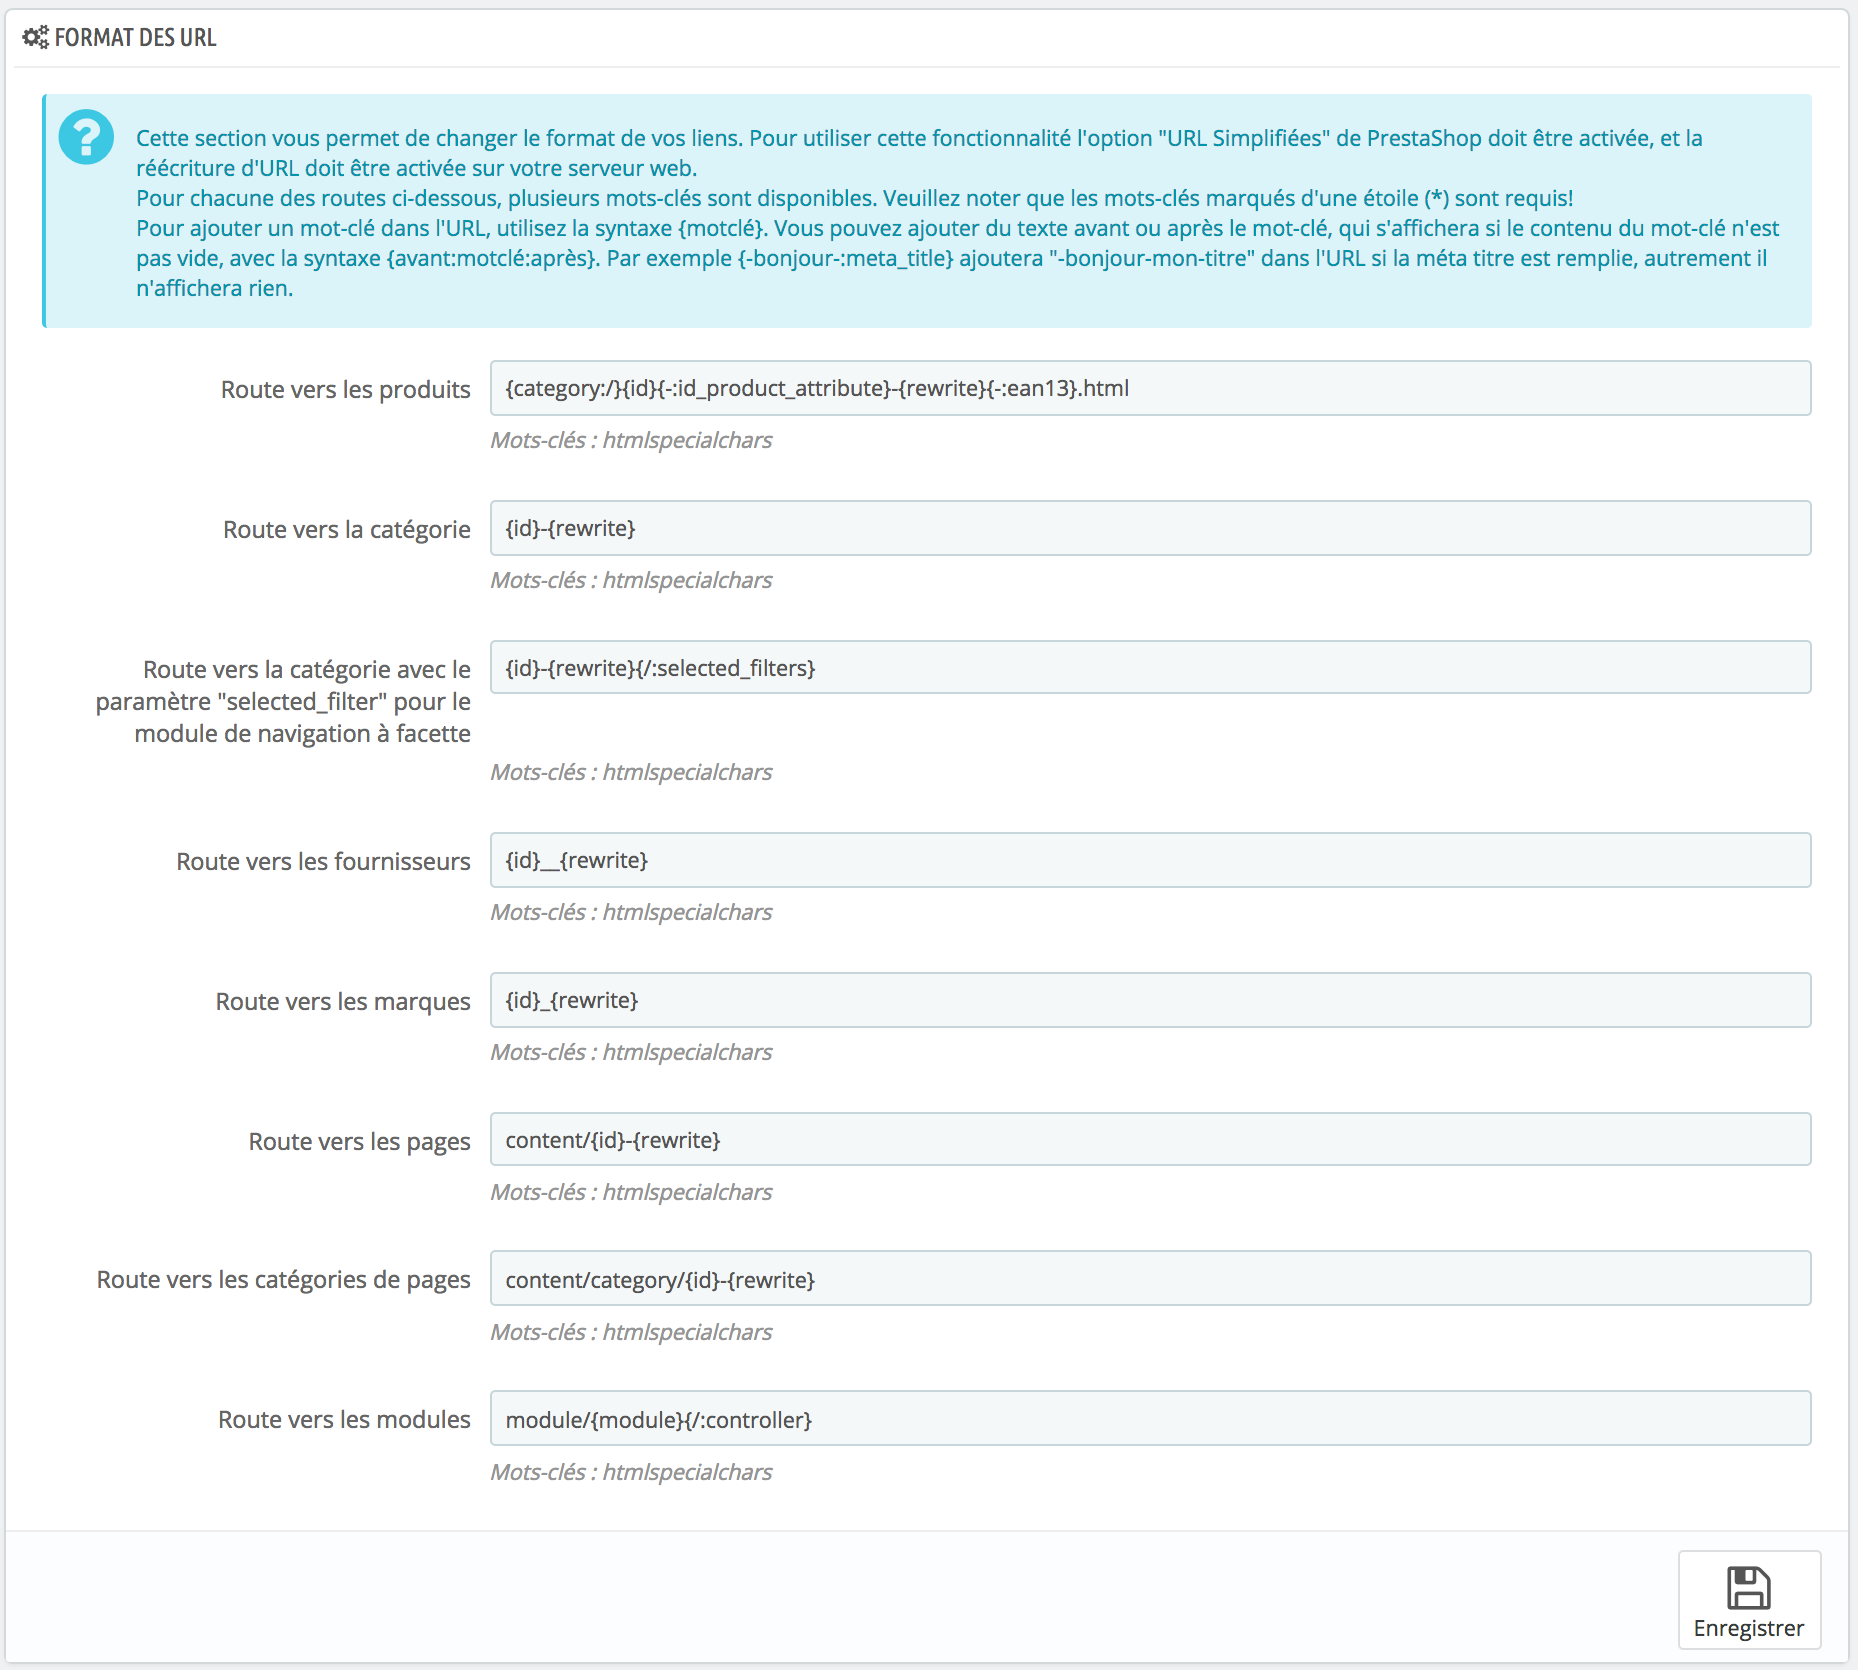 FORMAT DES URL
Cette section vous permet de changer le format de vos liens. Pour utiliser cette fonctionnalité l'option "URL Simplifiées" de PrestaShop doit être activée, et la
réécriture d'URL doit être activée sur votre serveur web.
Pour chacune des routes ci-dessous, plusieurs mots-clés sont disponibles. Veuillez noter que les mots-clés marqués d'une étoile (*) sont requis!
Pour ajouter un mot-clé dans l'URL, utilisez la syntaxe {motclé}. Vous pouvez ajouter du texte avant ou après le mot-clé, qui s'affichera si le contenu du mot-clé n'est
pas vide, avec la syntaxe {avant:motclé:après}. Par exemple {-bonjour-:meta_title} ajoutera "-bonjour-mon-titre" dans l'URL si la méta titre est remplie, autrement il
n'affichera rien.
Route vers les produits
{category:/}{id}{-:id_product_attribute}-{rewrite}{-:ean13}.html
Mots-clés : htmlspecialchars
Route vers la catégorie
{id}-{rewrite}
Mots-clés : htmlspecialchars
Route vers la catégorie avec le
paramètre "selected_filter" pour le
module de navigation à facette
{id}-{rewrite}{/:selected_filters}
Mots-clés : htmlspecialchars
Route vers les fournisseurs
{id}__{rewrite}
Mots-clés : htmlspecialchars
Route vers les marques
{id}_{rewrite}
Mots-clés : htmlspecialchars
Route vers les pages
content/{id}-{rewrite}
Mots-clés : htmlspecialchars
Route vers les catégories de pages
content/category/{id}-{rewrite}
Mots-clés : htmlspecialchars
Route vers les modules
module/{module}{/:controller}
Mots-clés : htmlspecialchars
Enregistrer